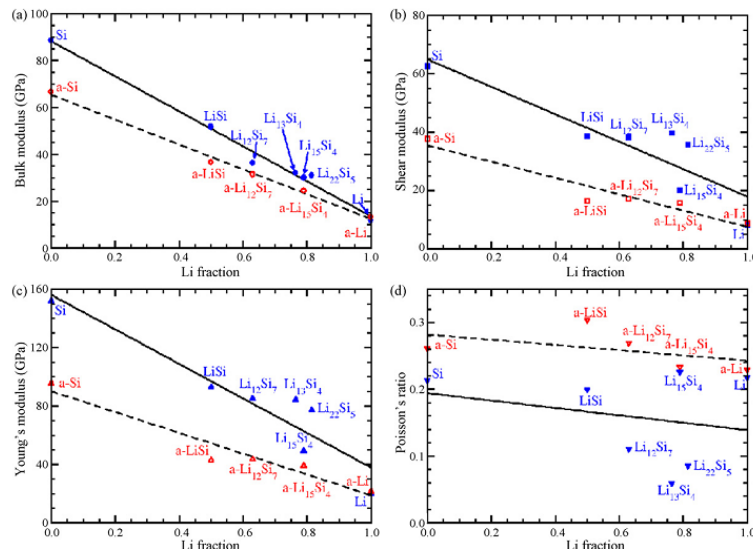 (a)
100
80
60
40
20
0
Bulk modulus (GPa)
Si
a-Si
LiSi
Li₁₂Si₇
Li₁₃Si₄
Li₁₅Si₄
Li₂₂Si₅
Li
a-LiSi
a-Li₁₂Si₇
a-Li₁₅Si₄
a-Li
0.0 0.2 0.4 0.6 0.8 1.0
Li fraction
(b)
80
60
40
20
0
Shear modulus (GPa)
Si
a-Si
LiSi
Li₁₂Si₇
Li₁₃Si₄
Li₂₂Si₅
Li₁₅Si₄
a-LiSi
a-Li₁₂Si₇
a-Li₁₅Si₄
a-Li
Li
0.0 0.2 0.4 0.6 0.8 1.0
Li fraction
(c)
160
120
80
40
0
Young's modulus (GPa)
Si
a-Si
LiSi
Li₁₂Si₇
Li₁₃Si₄
Li₂₂Si₅
Li₁₅Si₄
a-LiSi
a-Li₁₂Si₇
a-Li₁₅Si₄
a-Li
Li
0.0 0.2 0.4 0.6 0.8 1.0
Li fraction
(d)
0.3
0.2
0.1
0
Poisson's ratio
a-LiSi
a-Li₁₂Si₇
a-Li₁₅Si₄
a-Si
a-Li
Si
LiSi
Li₁₅Si₄
Li
Li₁₂Si₇
Li₂₂Si₅
Li₁₃Si₄
0.0 0.2 0.4 0.6 0.8 1.0
Li fraction